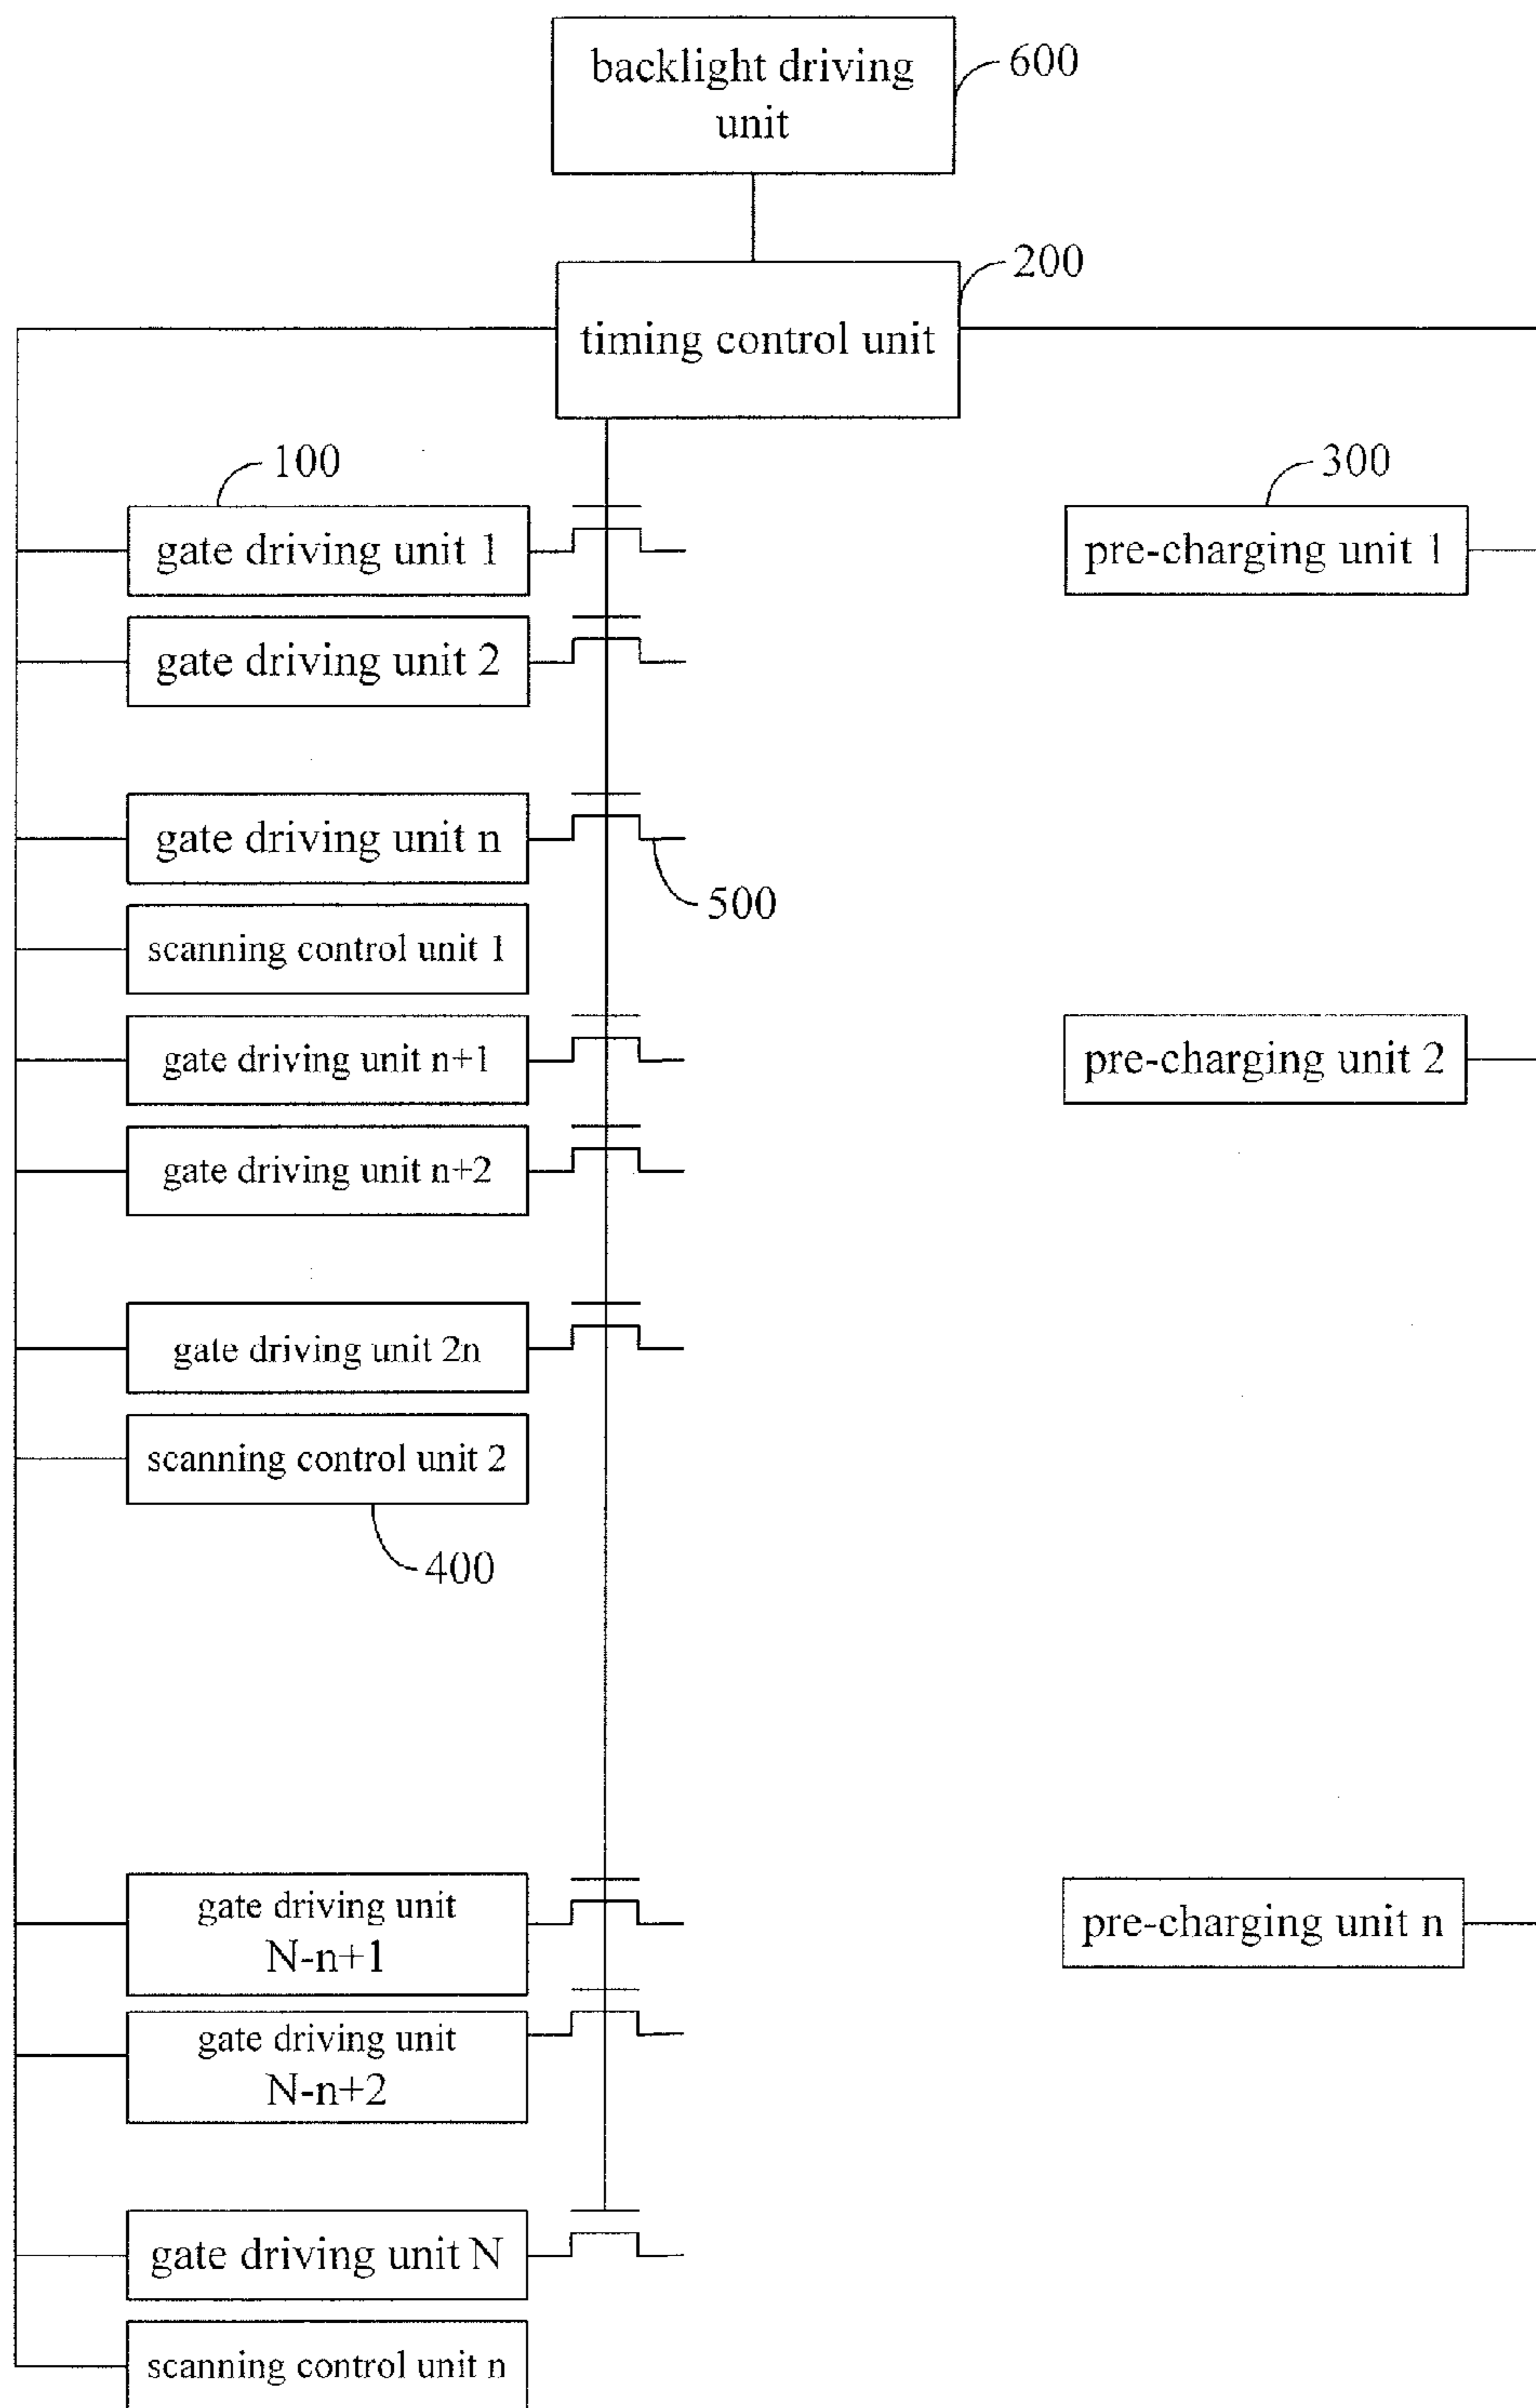 backlight driving
unit
600
200
timing control unit
100
300
gate driving unit 1
pre-charging unit 1
gate driving unit 2
gate driving unit n
500
scanning control unit 1
gate driving unit n+1
pre-charging unit 2
gate driving unit n+2
gate driving unit 2n
scanning control unit 2
400
gate driving unit
N-n+1
pre-charging unit n
gate driving unit
N-n+2
gate driving unit N
scanning control unit n